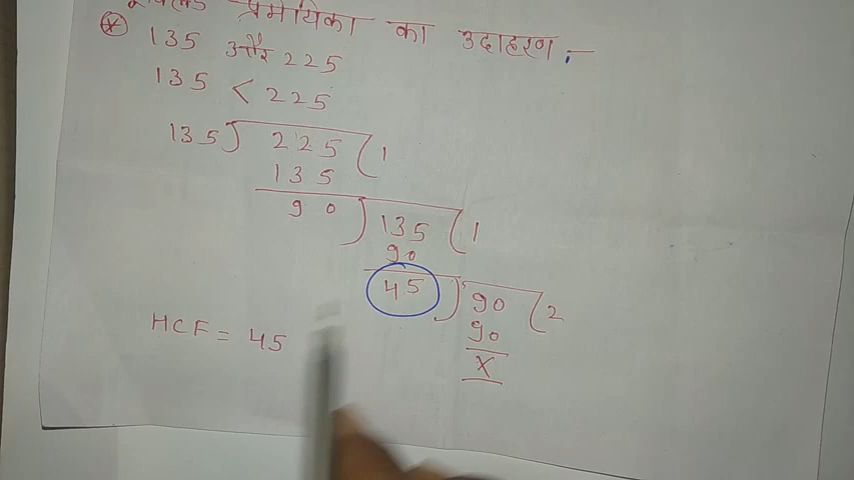 प्रमेयिका का उदाहरण :-
* 135 और 225
135 < 225
135) 225 (1
135
90) 135 (1
90
45) 90 (2
90
X
HCF = 45